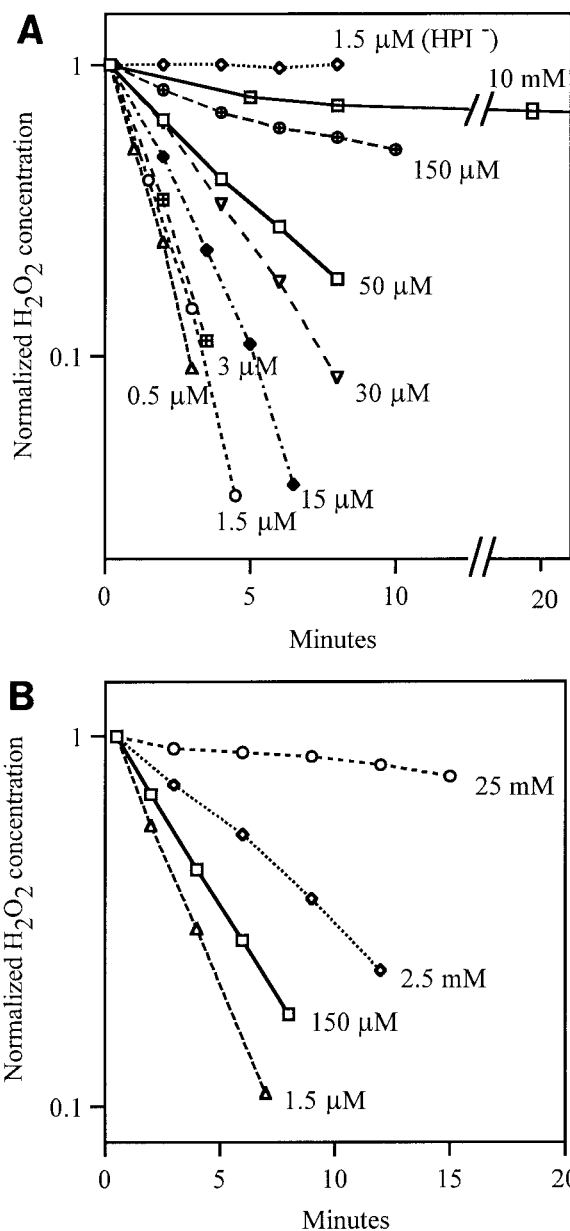 A
1.5 µM (HPI⁻)
1
10 mM
150 µM
50 µM
Normalized H₂O₂ concentration
0.1
3 µM
0.5 µM
30 µM
15 µM
1.5 µM
0 5 10 20
Minutes
B
1
25 mM
Normalized H₂O₂ concentration
2.5 mM
150 µM
1.5 µM
0.1
0 5 10 15 20
Minutes